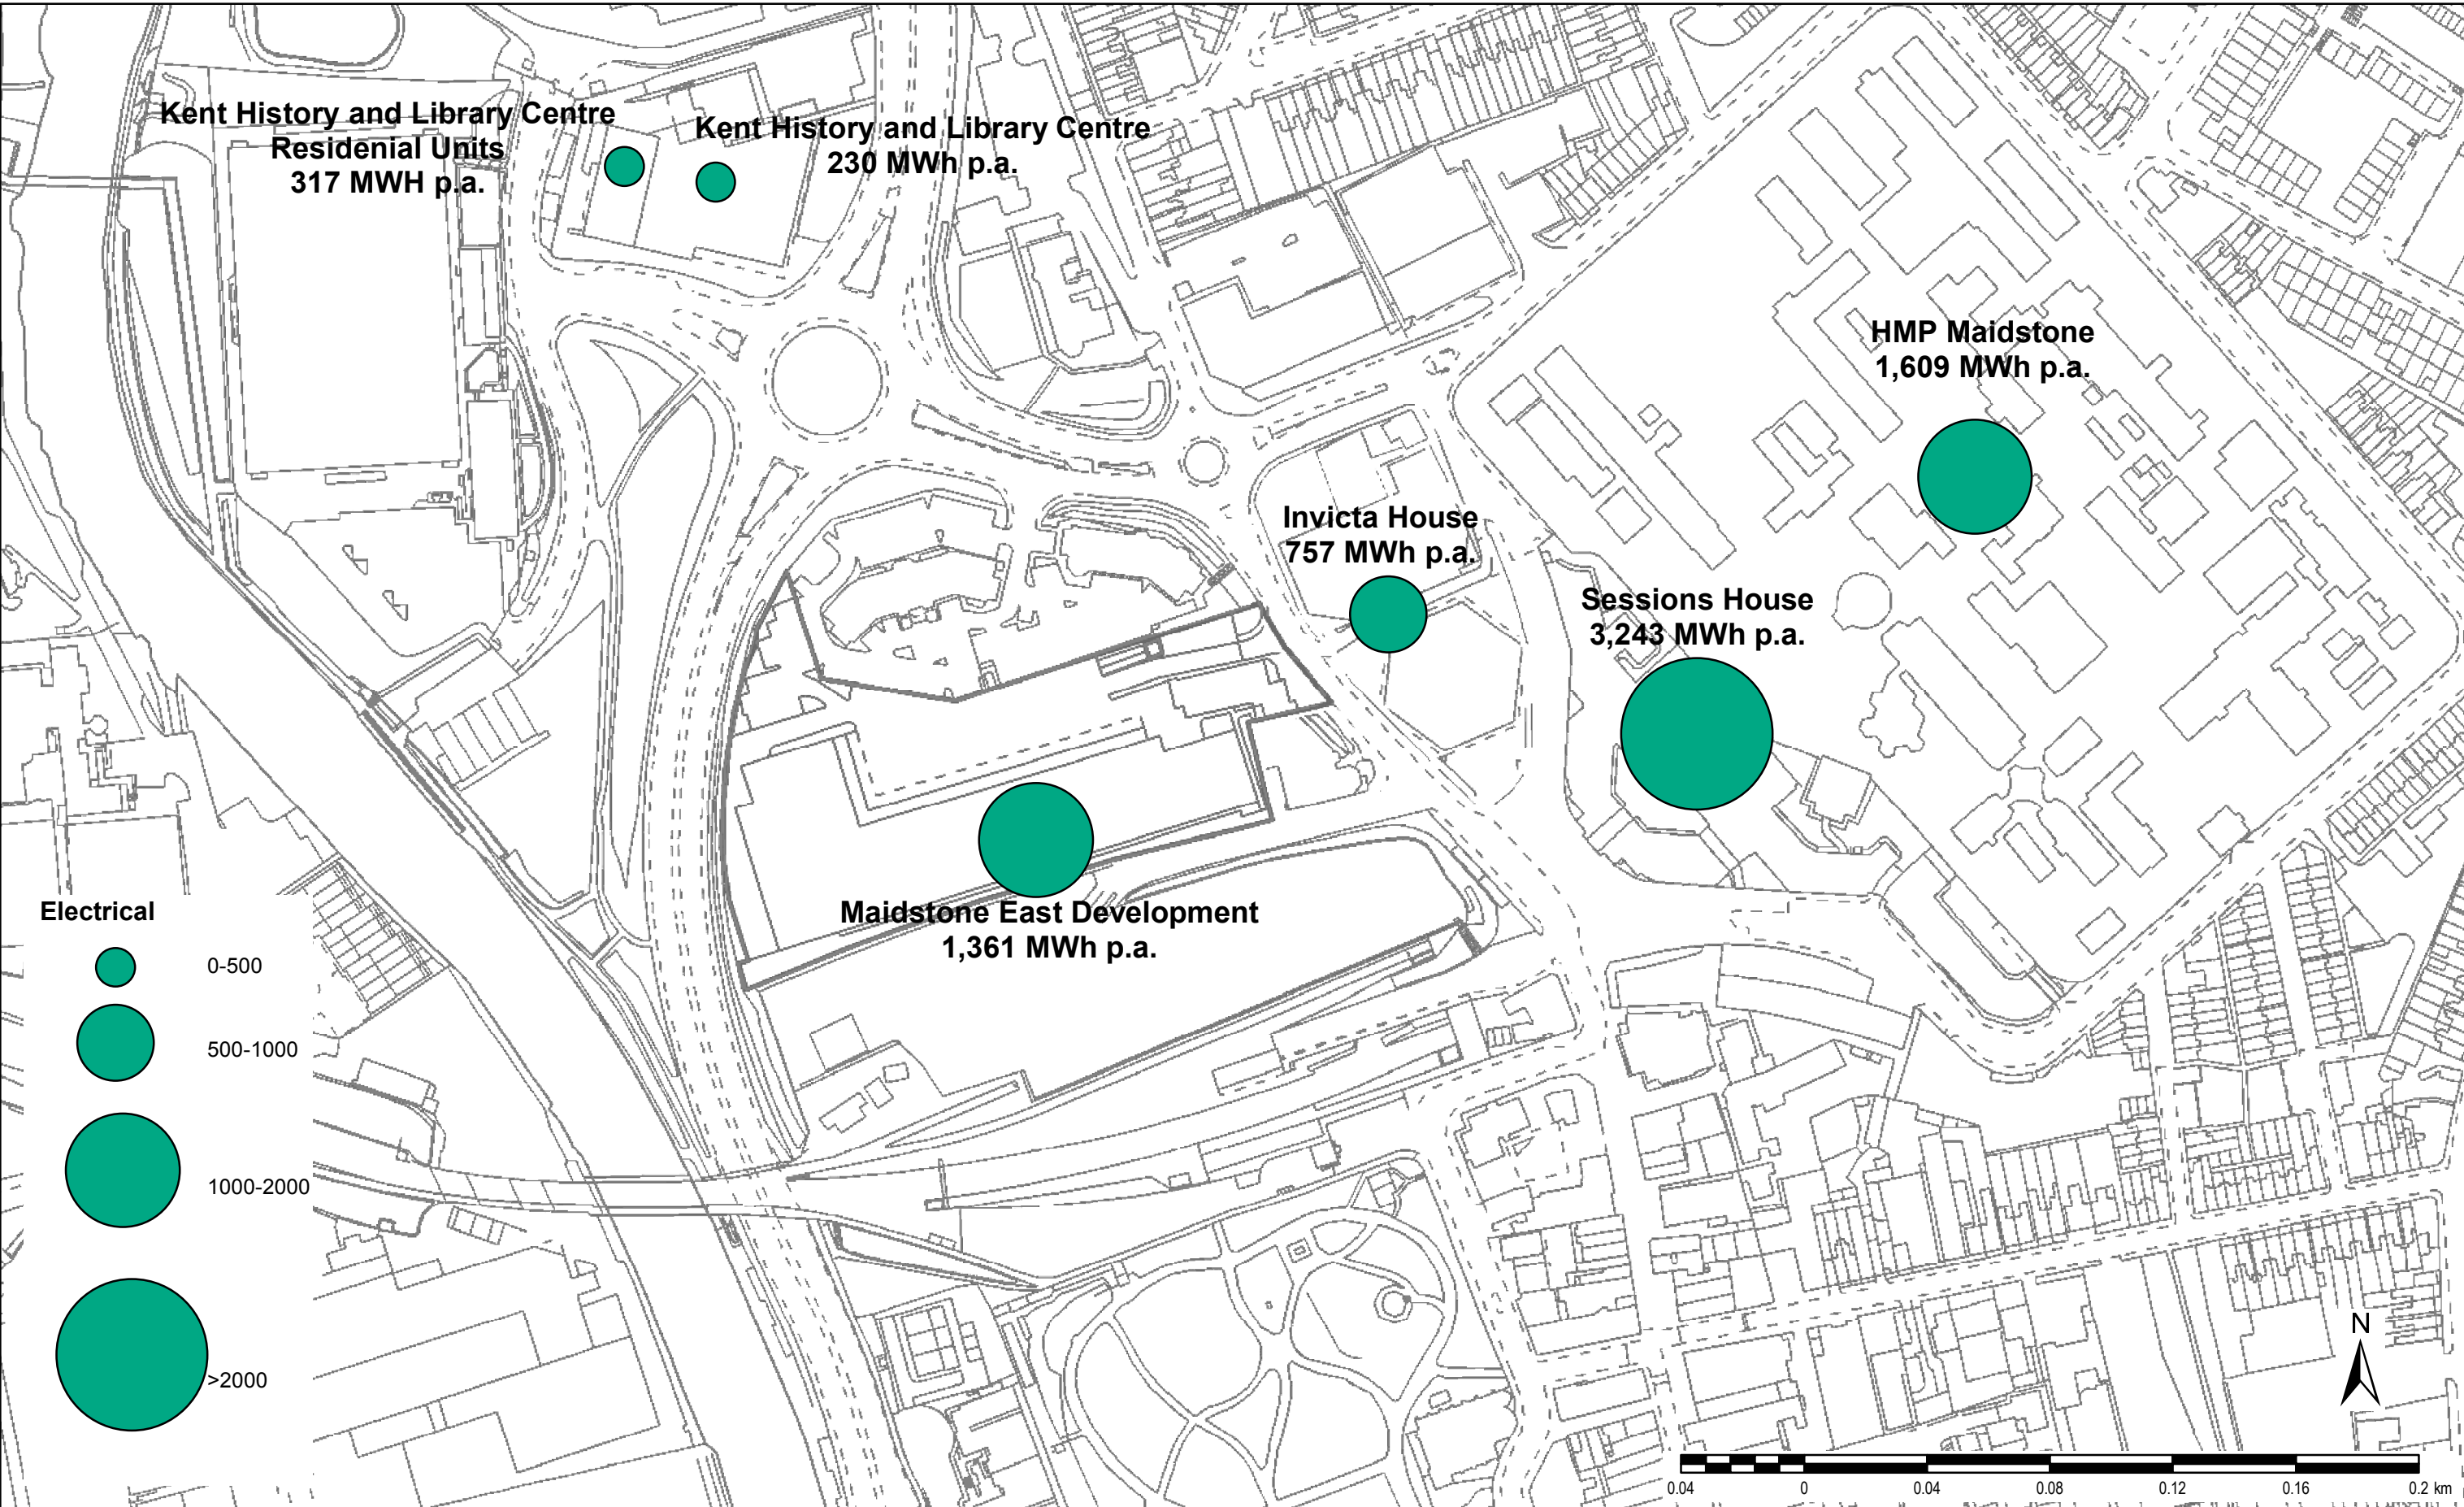 Kent History and Library Centre
Residenial Units
317 MWH p.a.
Kent History and Library Centre
230 MWh p.a.
HMP Maidstone
1,609 MWh p.a.
Invicta House
757 MWh p.a.
Sessions House
3,243 MWh p.a.
Maidstone East Development
1,361 MWh p.a.
Electrical
0-500
500-1000
1000-2000
>2000
N
0.04 0 0.04 0.08 0.12 0.16 0.2 km